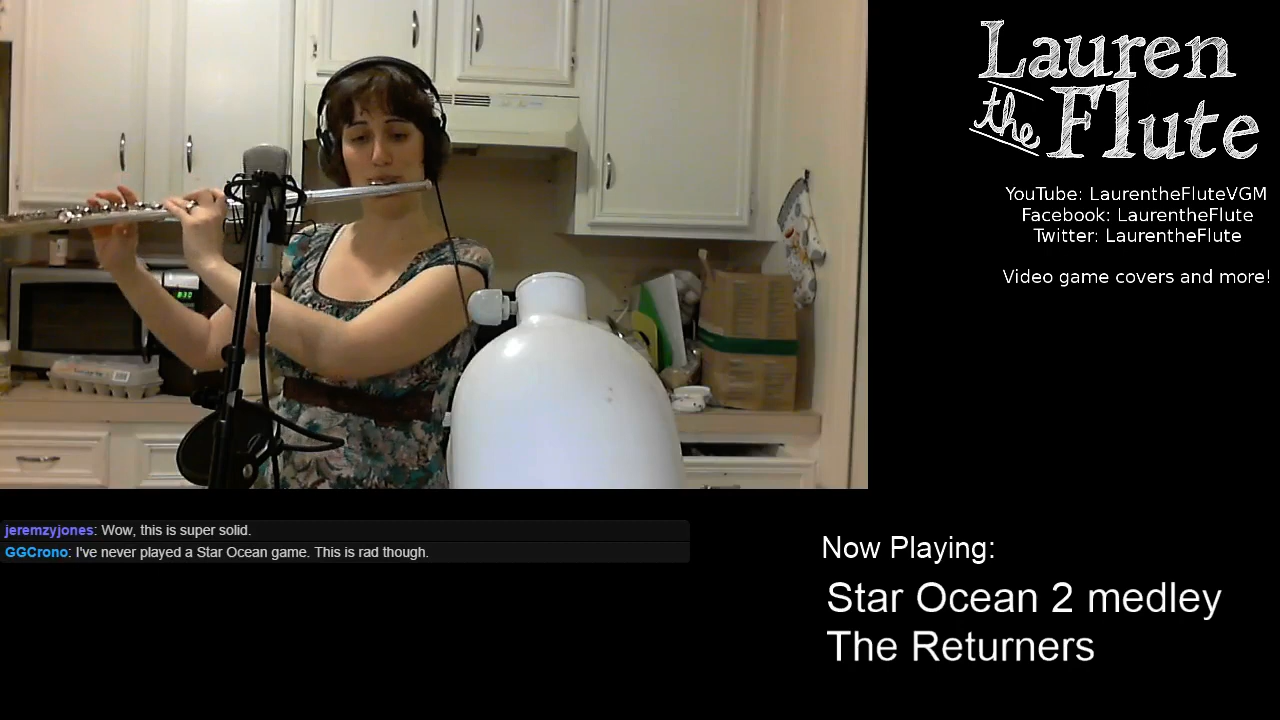 Lauren
the Flute
YouTube: LaurentheFluteVGM
Facebook: LaurentheFlute
Twitter: LaurentheFlute
Video game covers and more!
jeremzyjones: Wow, this is super solid.
GGCrono: I've never played a Star Ocean game. This is rad though.
Now Playing:
Star Ocean 2 medley
The Returners